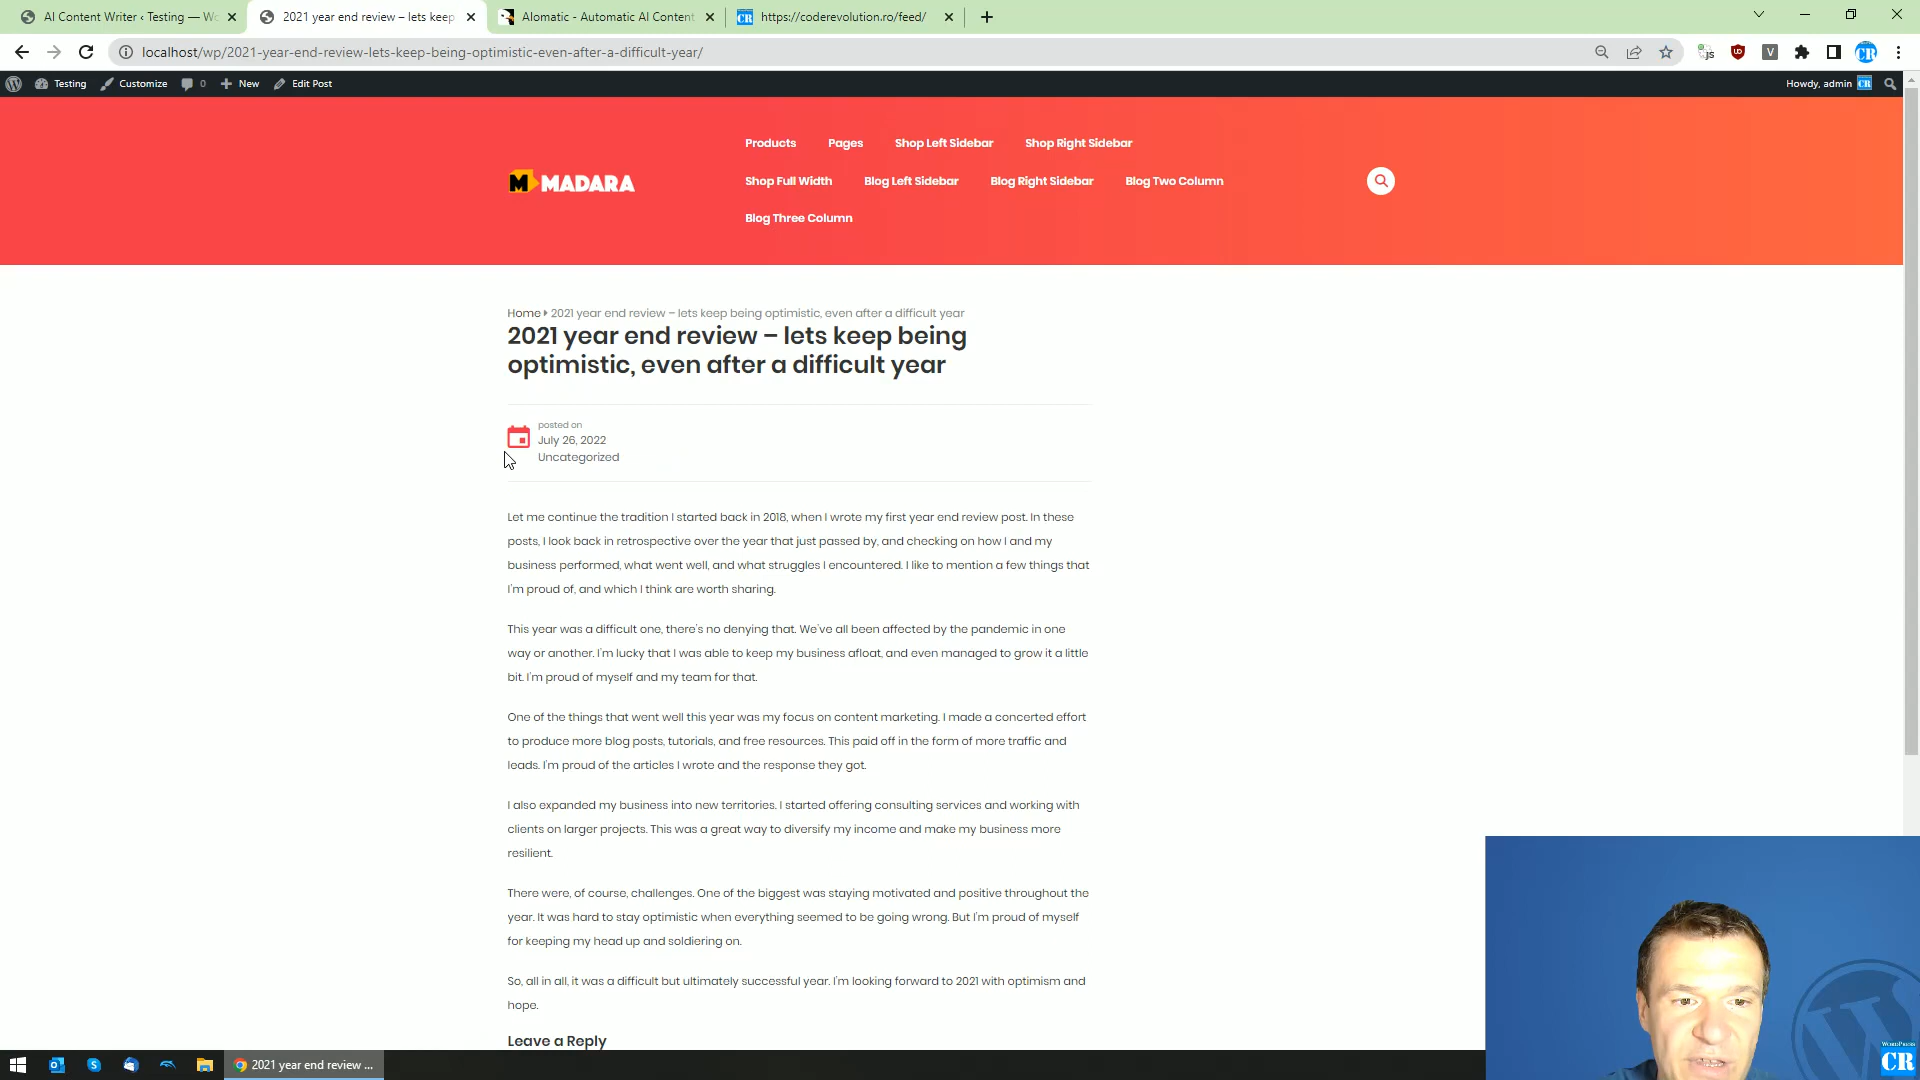 AI Content Writer ‹ Testing — Wo
2021 year end review – lets keep
AIomatic - Automatic AI Content
https://coderevolution.ro/feed/
localhost/wp/2021-year-end-review-lets-keep-being-optimistic-even-after-a-difficult-year/
Testing
Customize
0
New
Edit Post
Howdy, admin
Products
Pages
Shop Left Sidebar
Shop Right Sidebar
MADARA
Shop Full Width
Blog Left Sidebar
Blog Right Sidebar
Blog Two Column
Blog Three Column
Home 2021 year end review – lets keep being optimistic, even after a difficult year
2021 year end review – lets keep being
optimistic, even after a difficult year
posted on
July 26, 2022
Uncategorized
Let me continue the tradition I started back in 2018, when I wrote my first year end review post. In these
posts, I look back in retrospective over the year that just passed by, and checking on how I and my
business performed, what went well, and what struggles I encountered. I like to mention a few things that
I'm proud of, and which I think are worth sharing.
This year was a difficult one, there's no denying that. We've all been affected by the pandemic in one
way or another. I'm lucky that I was able to keep my business afloat, and even managed to grow it a little
bit. I'm proud of myself and my team for that.
One of the things that went well this year was my focus on content marketing. I made a concerted effort
to produce more blog posts, tutorials, and free resources. This paid off in the form of more traffic and
leads. I'm proud of the articles I wrote and the response they got.
I also expanded my business into new territories. I started offering consulting services and working with
clients on larger projects. This was a great way to diversify my income and make my business more
resilient.
There were, of course, challenges. One of the biggest was staying motivated and positive throughout the
year. It was hard to stay optimistic when everything seemed to be going wrong. But I'm proud of myself
for keeping my head up and soldiering on.
So, all in all, it was a difficult but ultimately successful year. I'm looking forward to 2021 with optimism and
hope.
Leave a Reply
2021 year end review ...
WORDPRESS
CR